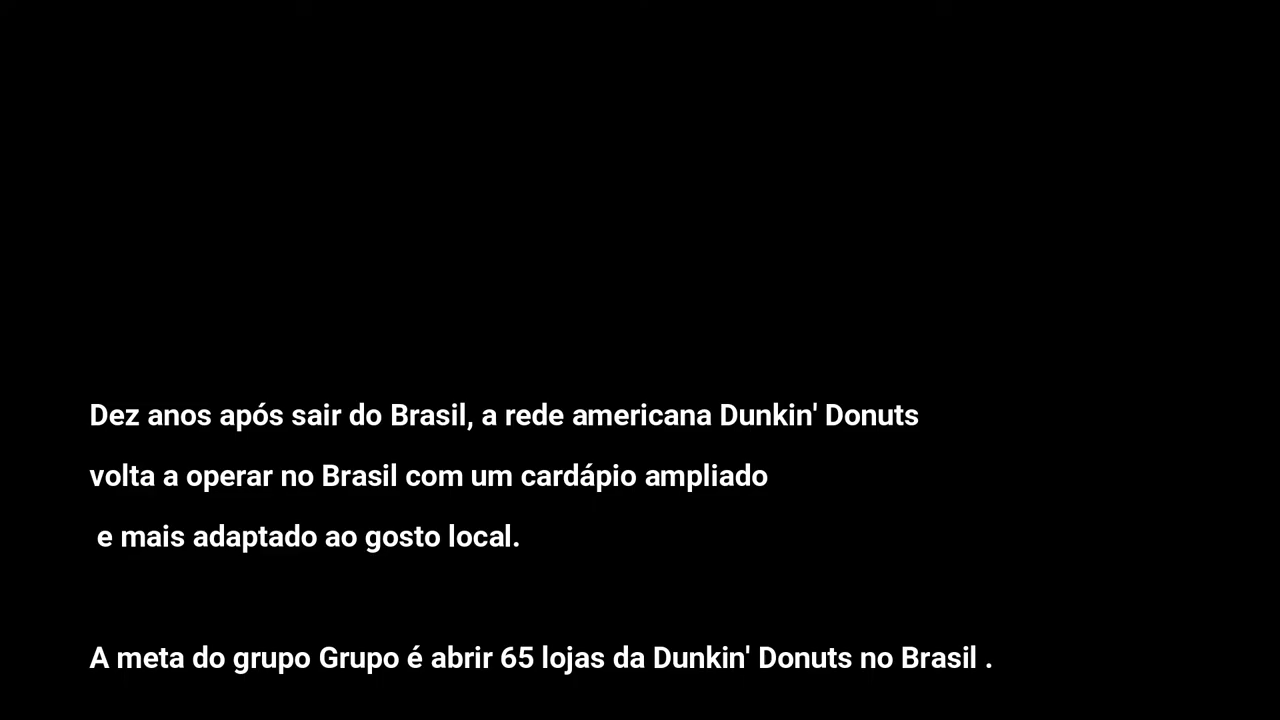 Dez anos após sair do Brasil, a rede americana Dunkin' Donuts
volta a operar no Brasil com um cardápio ampliado
e mais adaptado ao gosto local.
A meta do grupo Grupo é abrir 65 lojas da Dunkin' Donuts no Brasil .